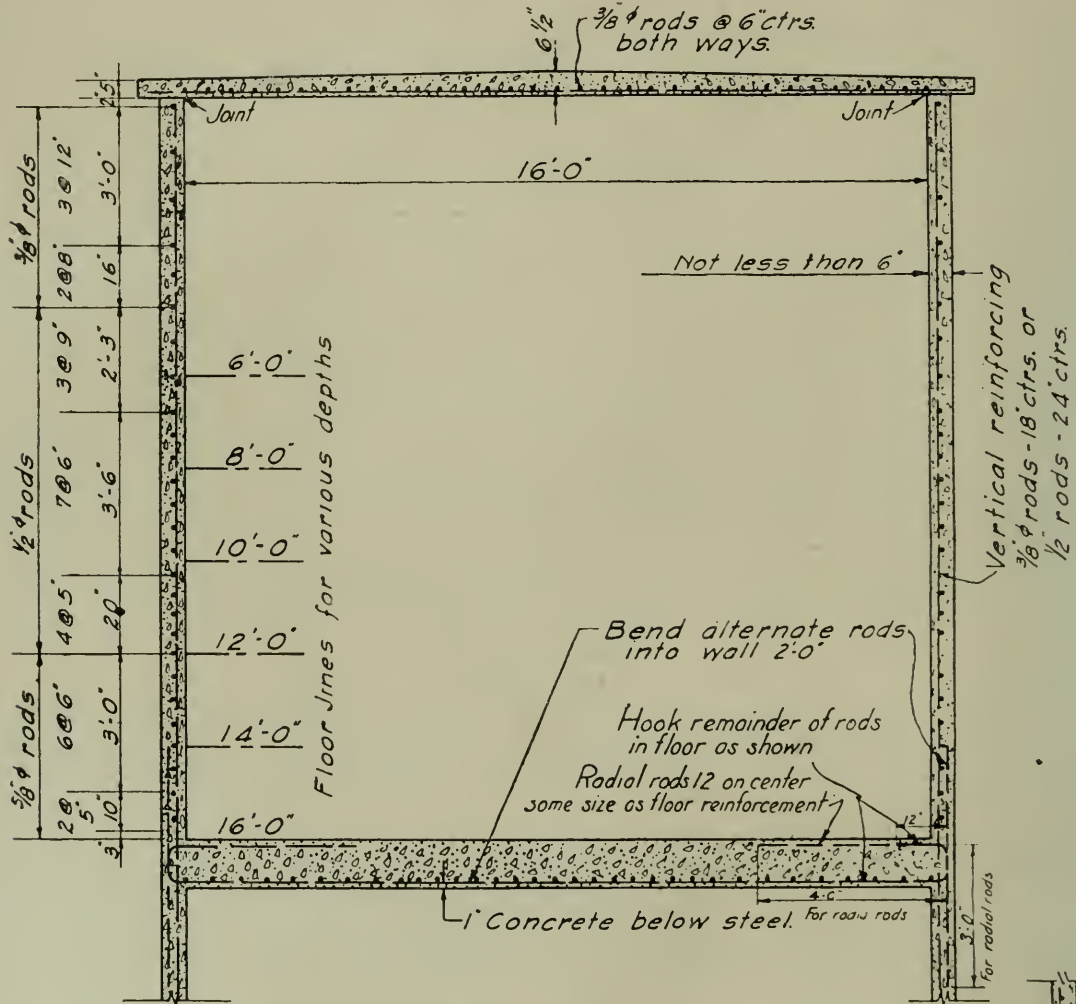 3/8" ϕ rods @ 6" ctrs.
both ways.
6 1/2"
2.5"
Joint
Joint
16'-0"
3/8" ϕ rods
3 @ 12"
3'-0"
2 @ 8"
16"
Not less than 6"
Vertical reinforcing
3/8" ϕ rods - 18" ctrs. or
1/2" rods - 24" ctrs.
1/2" ϕ rods
3 @ 9"
2'-3"
7 @ 6"
3'-6"
4 @ 5"
20"
6'-0"
8'-0"
10'-0"
12'-0"
14'-0"
16'-0"
Floor lines for various depths
5/8" ϕ rods
6 @ 6"
3'-0"
2 @
5"
10"
3"
Bend alternate rods
into wall 2'-0"
Hook remainder of rods
in floor as shown
Radial rods 12 on center
same size as floor reinforcement
12"
4'-0"
For radial rods
3'-0"
For radial rods
1" Concrete below steel.